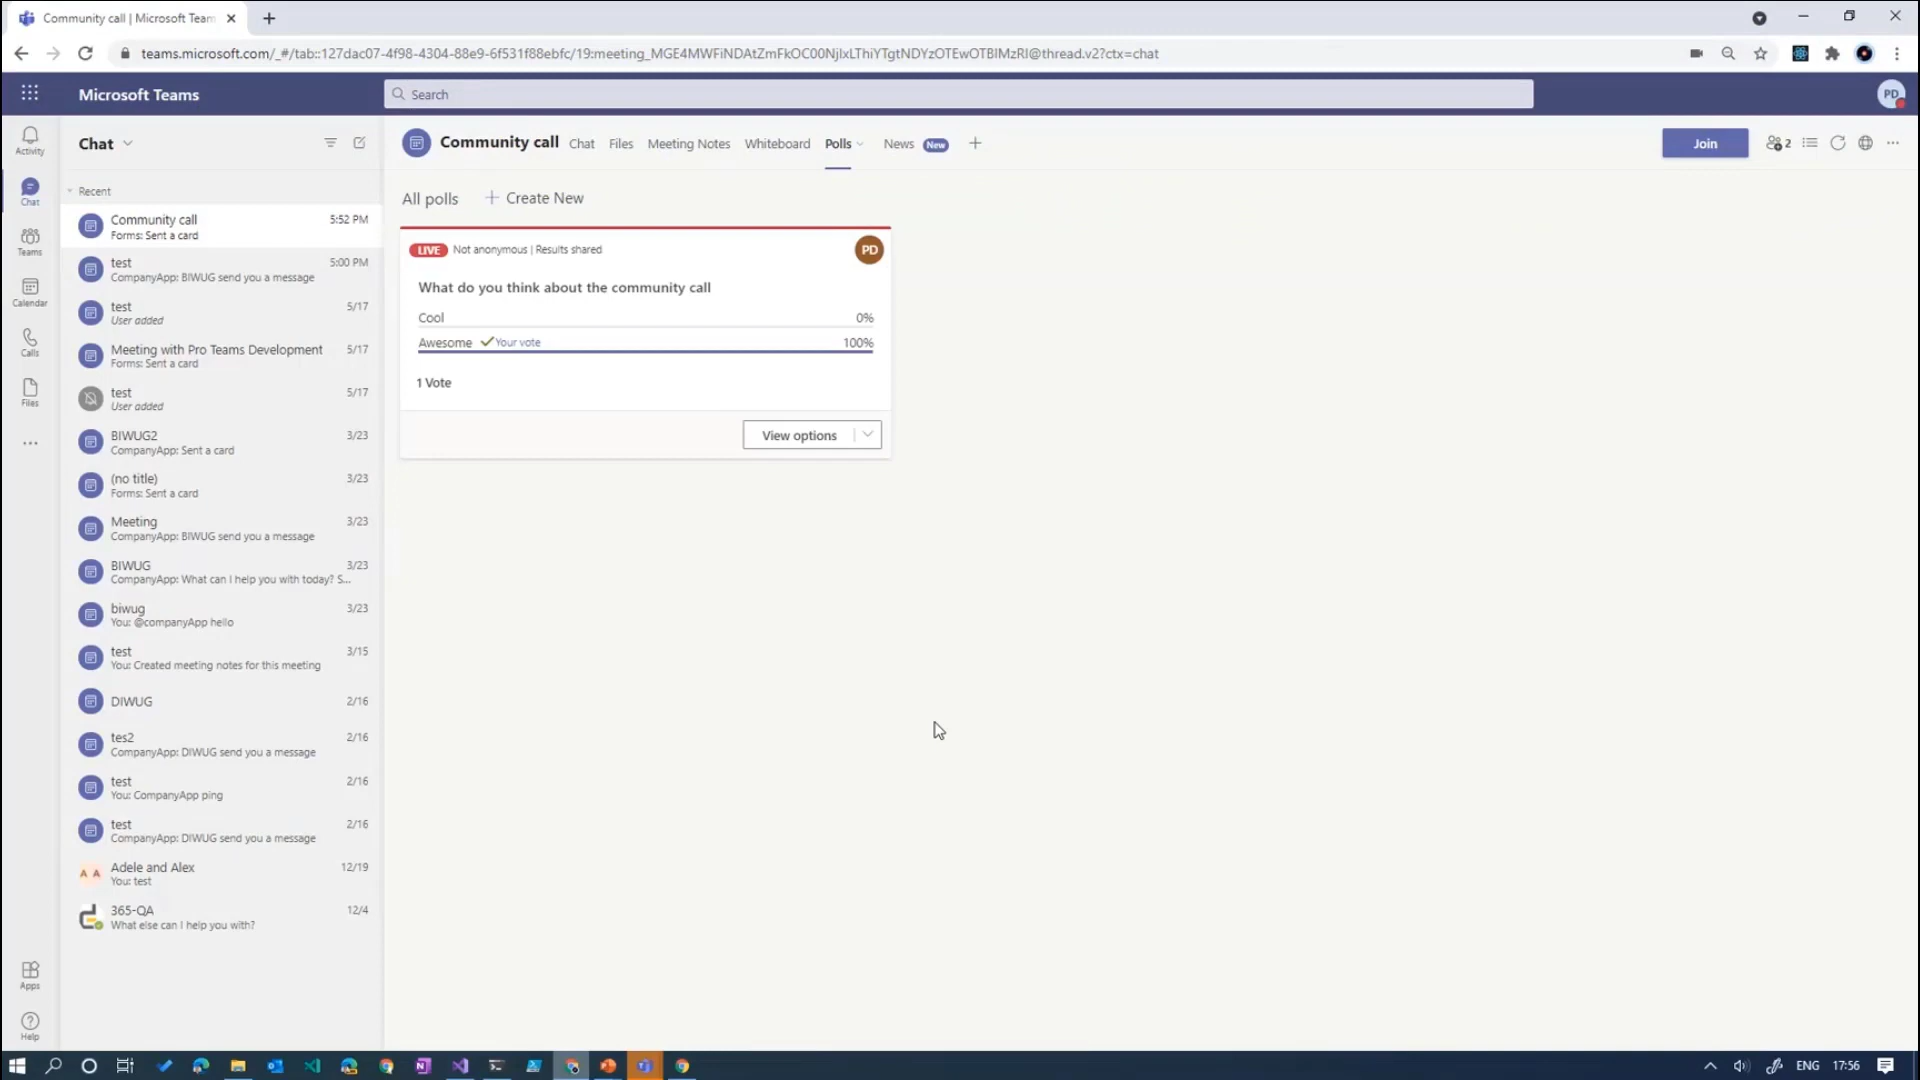 Community call | Microsoft Team
teams.microsoft.com/_#/tab::127dac07-4f98-4304-88e9-6f531f88ebfc/19:meeting_MGE4MWFiNDAtZmFkOC00NjIxLThiYTgtNDYzOTEwOTBlMzRl@thread.v2?ctx=chat
Microsoft Teams
Search
PD
Activity
Chat
Teams
Calendar
Calls
Files
Apps
Help
Chat
Recent
Community call 5:52 PM
Forms: Sent a card
test 5:00 PM
CompanyApp: BIWUG send you a message
test 5/17
User added
Meeting with Pro Teams Development 5/17
Forms: Sent a card
test 5/17
User added
BIWUG2 3/23
CompanyApp: Sent a card
(no title) 3/23
Forms: Sent a card
Meeting 3/23
CompanyApp: BIWUG send you a message
BIWUG 3/23
CompanyApp: What can I help you with today? S...
biwug 3/23
You: @companyApp hello
test 3/15
You: Created meeting notes for this meeting
DIWUG 2/16
tes2 2/16
CompanyApp: DIWUG send you a message
test 2/16
You: CompanyApp ping
test 2/16
CompanyApp: DIWUG send you a message
A A Adele and Alex 12/19
You: test
365-QA 12/4
What else can I help you with?
Community call Chat Files Meeting Notes Whiteboard Polls News New
Join 2
All polls Create New
LIVE Not anonymous | Results shared PD
What do you think about the community call
Cool 0%
Awesome Your vote 100%
1 Vote
View options
ENG 17:56